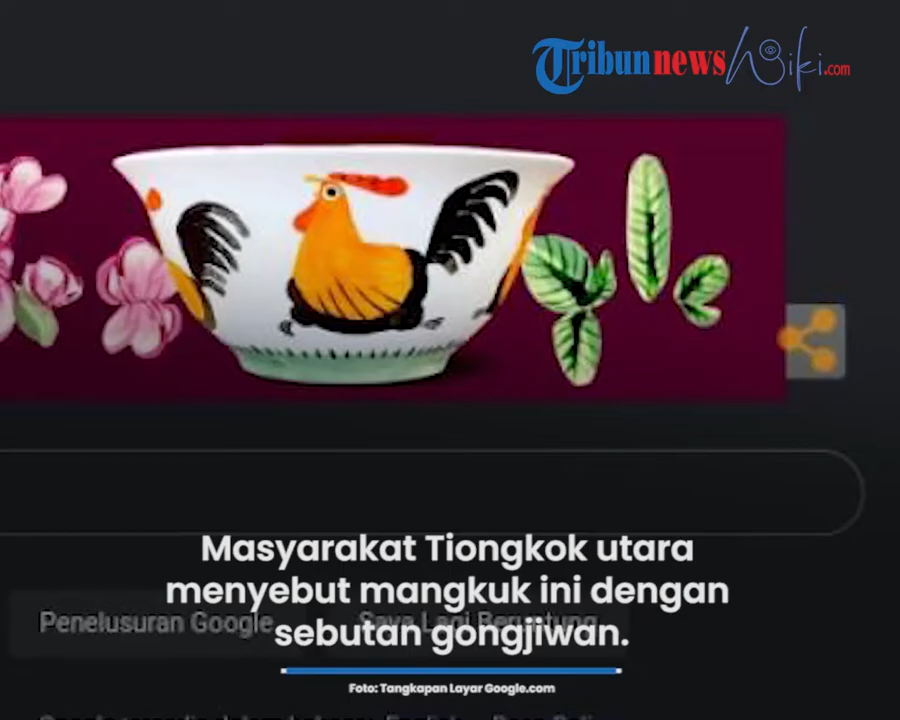 TribunnewsWiki.com
Masyarakat Tiongkok utara
menyebut mangkuk ini dengan
Penelusuran Google
sebutan gongjiwan.
Foto: Tangkapan Layar Google.com